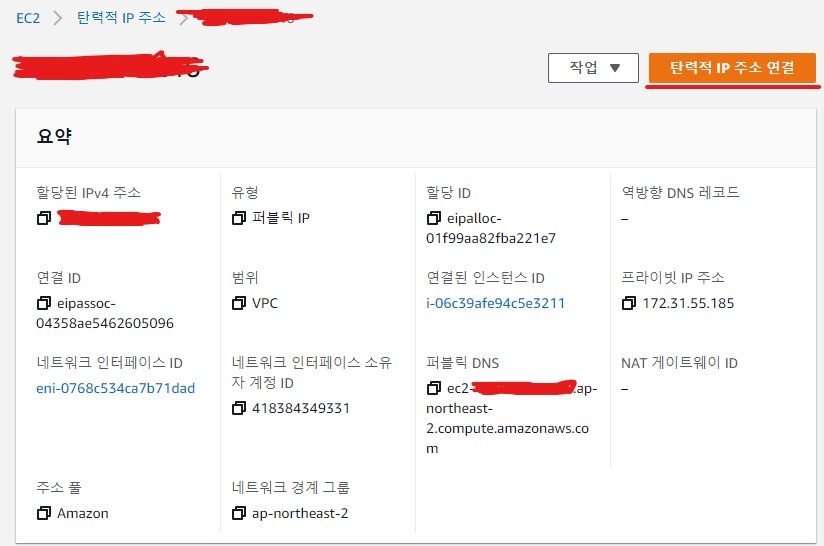 EC2 > 탄력적 IP 주소 >
작업 ▼
탄력적 IP 주소 연결
요약
할당된 IPv4 주소
유형
퍼블릭 IP
할당 ID
eipalloc-
01f99aa82fba221e7
역방향 DNS 레코드
–
연결 ID
eipassoc-
04358ae5462605096
범위
VPC
연결된 인스턴스 ID
i-06c39afe94c5e3211
프라이빗 IP 주소
172.31.55.185
네트워크 인터페이스 ID
eni-0768c534ca7b71dad
네트워크 인터페이스 소유
자 계정 ID
418384349331
퍼블릭 DNS
ec2-
.ap-
northeast-
2.compute.amazonaws.co
m
NAT 게이트웨이 ID
–
주소 풀
Amazon
네트워크 경계 그룹
ap-northeast-2